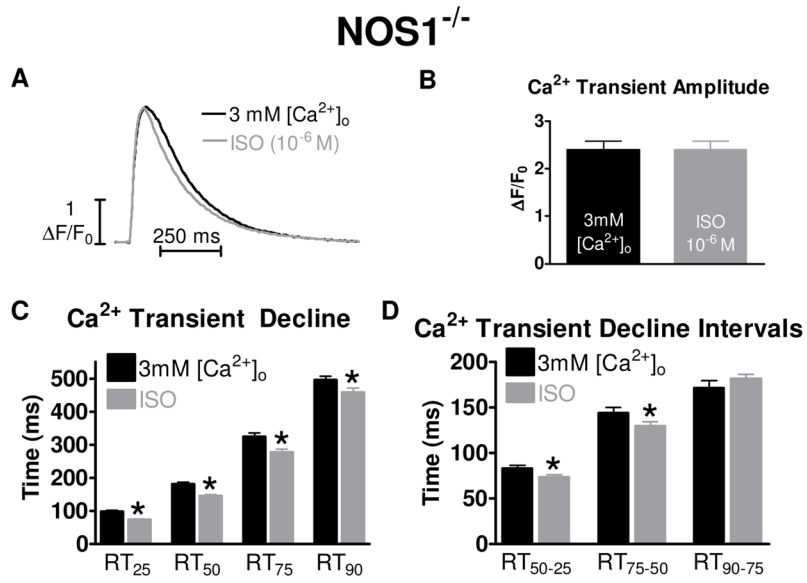 NOS1-/-
A
3 mM [Ca2+]o
ISO (10-6 M)
1
ΔF/F0
250 ms
B
Ca2+ Transient Amplitude
3
2
1
0
ΔF/F0
3mM
[Ca2+]o
ISO
10-6 M
C
Ca2+ Transient Decline
3mM [Ca2+]o
ISO
500
400
300
200
100
0
Time (ms)
* * * *
RT25 RT50 RT75 RT90
D
Ca2+ Transient Decline Intervals
3mM [Ca2+]o
ISO
200
150
100
50
0
Time (ms)
* *
RT50-25 RT75-50 RT90-75